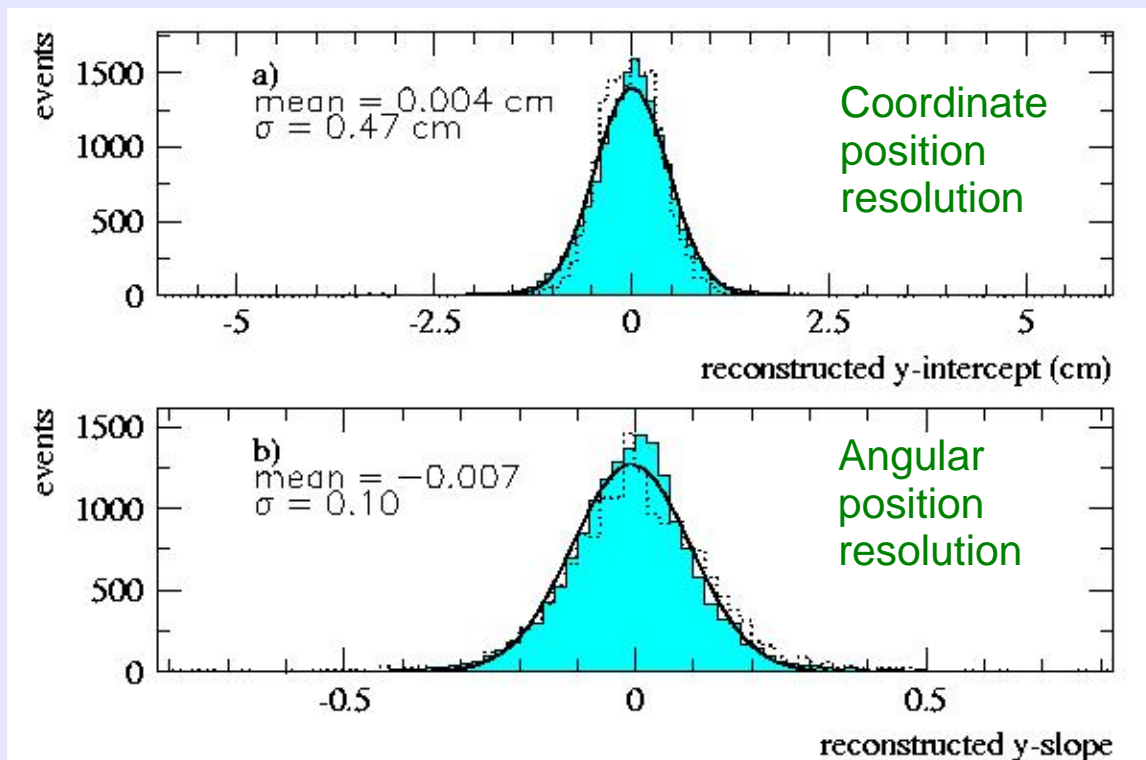 events
1500
1000
500
0
a)
mean = 0.004 cm
σ = 0.47 cm
Coordinate
position
resolution
-5
-2.5
0
2.5
5
reconstructed y-intercept (cm)
events
1500
1000
500
0
b)
mean = −0.007
σ = 0.10
Angular
position
resolution
-0.5
0
0.5
reconstructed y-slope